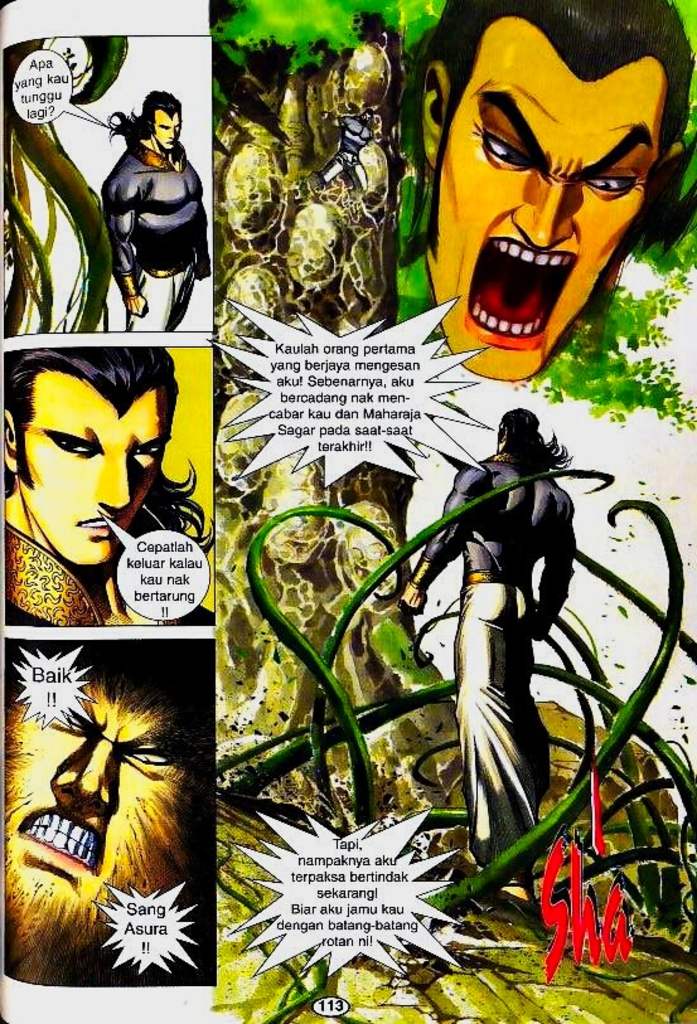 Apa
yang kau
tunggu
lagi?
Cepatlah
keluar kalau
kau nak
bertarung
!!
Baik
!!
Sang
Asura
!!
Kaulah orang pertama
yang berjaya mengesan
aku! Sebenarnya, aku
bercadang nak men-
cabar kau dan Maharaja
Sagar pada saat-saat
terakhir!!
Tapi,
nampaknya aku
terpaksa bertindak
sekarang!
Biar aku jamu kau
dengan batang-batang
rotan ni!
Sha!
113